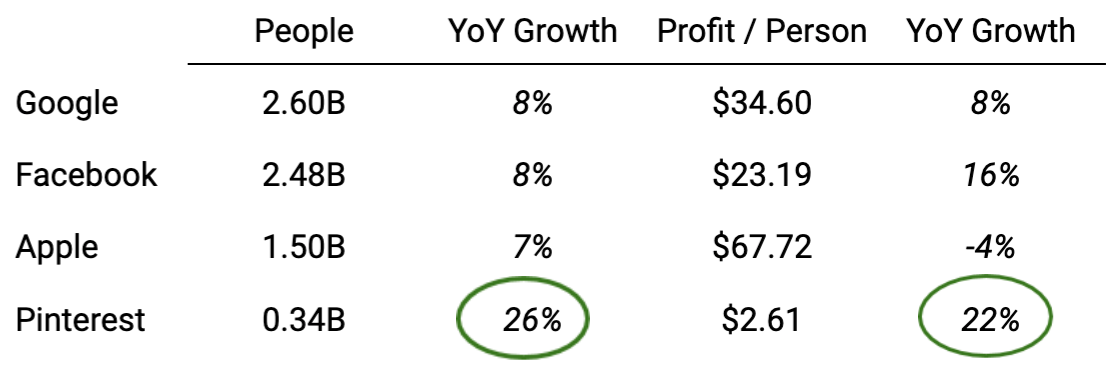 People YoY Growth Profit / Person YoY Growth
Google 2.60B 8% $34.60 8%
Facebook 2.48B 8% $23.19 16%
Apple 1.50B 7% $67.72 -4%
Pinterest 0.34B 26% $2.61 22%